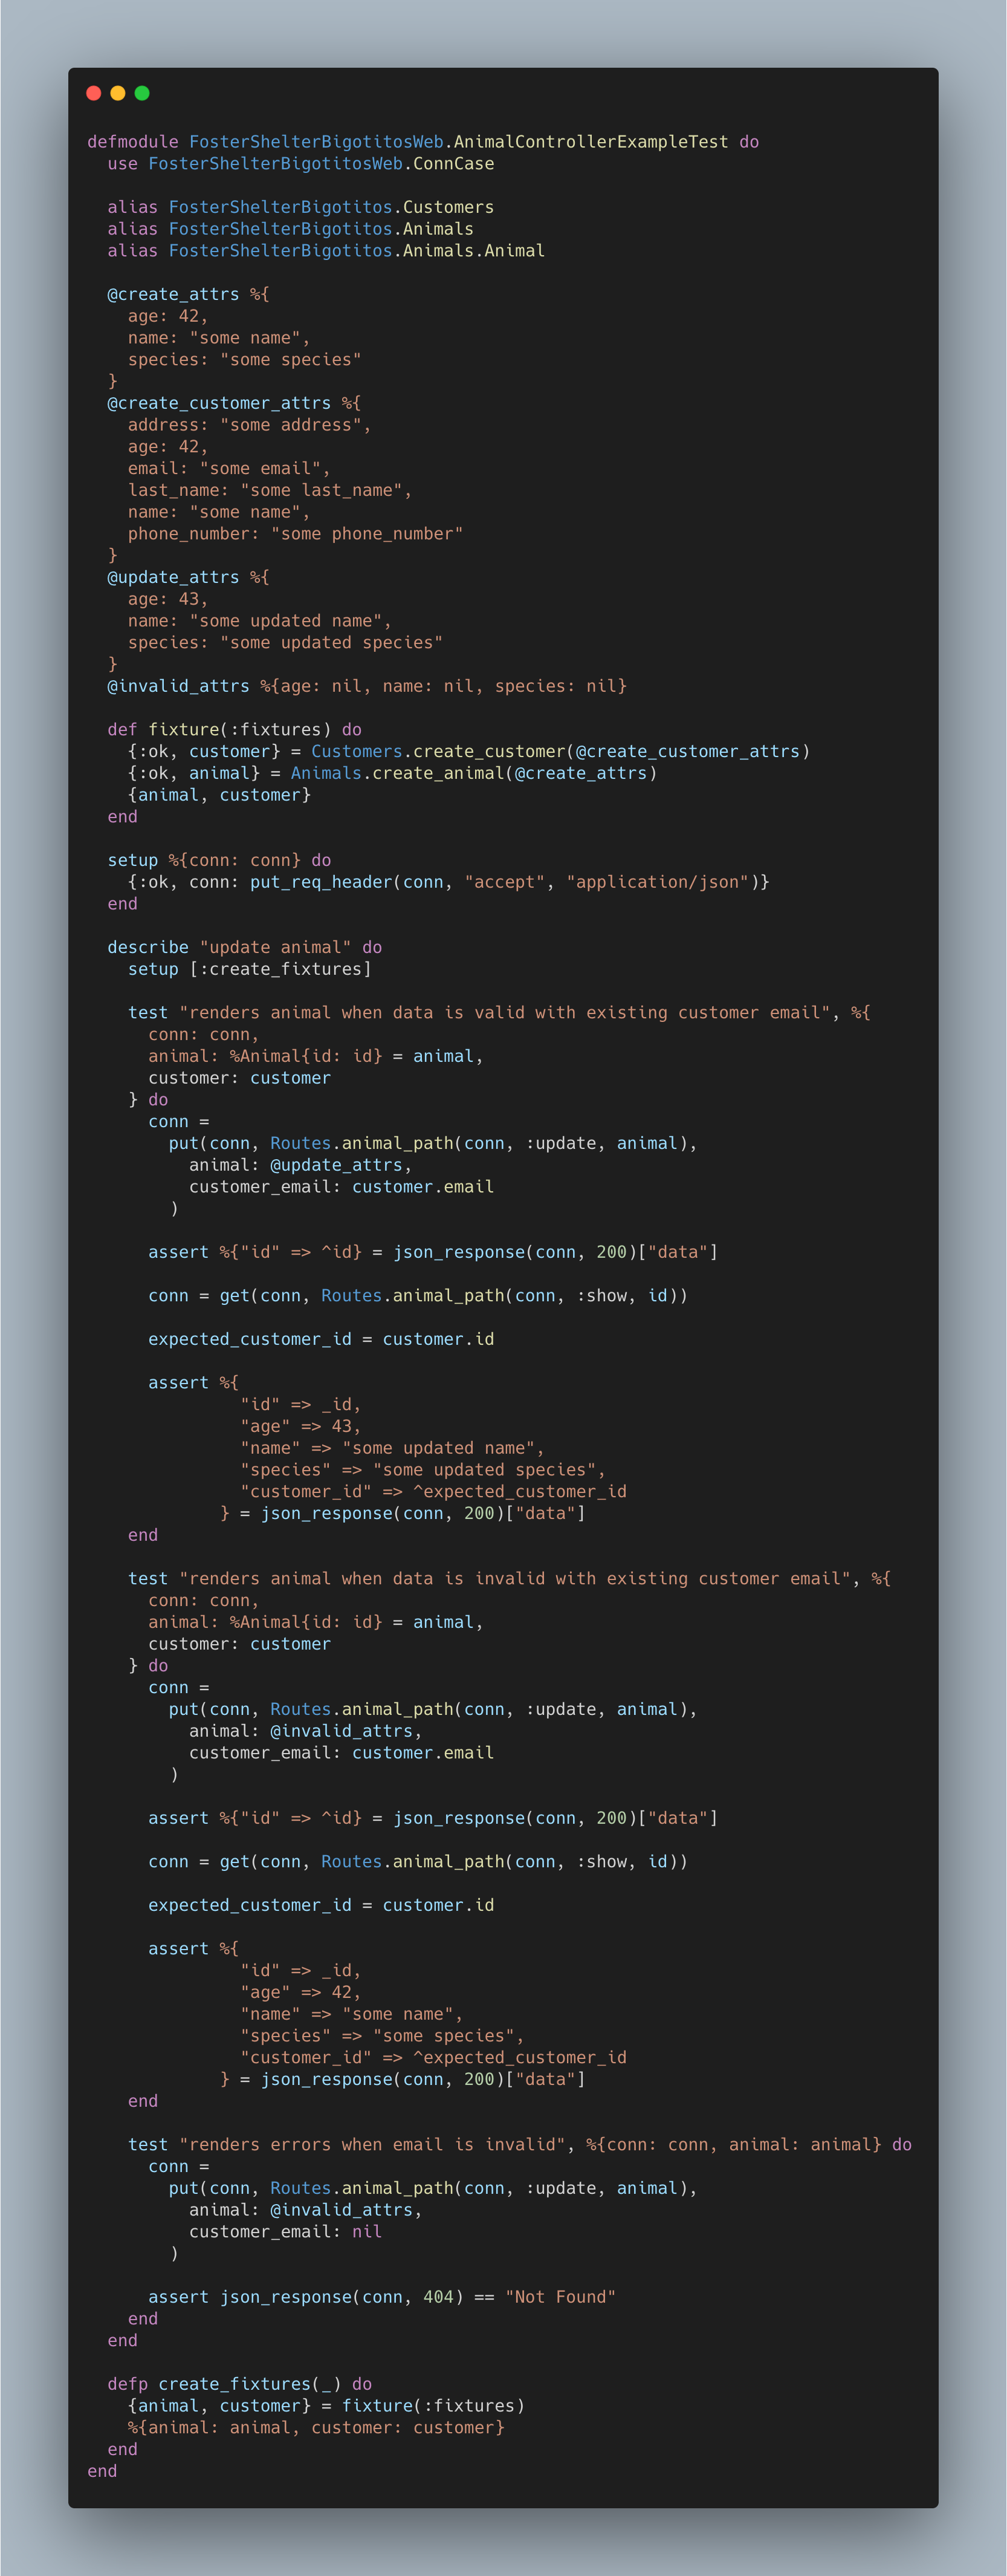 defmodule FosterShelterBigotitosWeb.AnimalControllerExampleTest do
  use FosterShelterBigotitosWeb.ConnCase

  alias FosterShelterBigotitos.Customers
  alias FosterShelterBigotitos.Animals
  alias FosterShelterBigotitos.Animals.Animal

  @create_attrs %{
    age: 42,
    name: "some name",
    species: "some species"
  }
  @create_customer_attrs %{
    address: "some address",
    age: 42,
    email: "some email",
    last_name: "some last_name",
    name: "some name",
    phone_number: "some phone_number"
  }
  @update_attrs %{
    age: 43,
    name: "some updated name",
    species: "some updated species"
  }
  @invalid_attrs %{age: nil, name: nil, species: nil}

  def fixture(:fixtures) do
    {:ok, customer} = Customers.create_customer(@create_customer_attrs)
    {:ok, animal} = Animals.create_animal(@create_attrs)
    {animal, customer}
  end

  setup %{conn: conn} do
    {:ok, conn: put_req_header(conn, "accept", "application/json")}
  end

  describe "update animal" do
    setup [:create_fixtures]

    test "renders animal when data is valid with existing customer email", %{
      conn: conn,
      animal: %Animal{id: id} = animal,
      customer: customer
    } do
      conn =
        put(conn, Routes.animal_path(conn, :update, animal),
          animal: @update_attrs,
          customer_email: customer.email
        )

      assert %{"id" => ^id} = json_response(conn, 200)["data"]

      conn = get(conn, Routes.animal_path(conn, :show, id))

      expected_customer_id = customer.id

      assert %{
               "id" => _id,
               "age" => 43,
               "name" => "some updated name",
               "species" => "some updated species",
               "customer_id" => ^expected_customer_id
             } = json_response(conn, 200)["data"]
    end

    test "renders animal when data is invalid with existing customer email", %{
      conn: conn,
      animal: %Animal{id: id} = animal,
      customer: customer
    } do
      conn =
        put(conn, Routes.animal_path(conn, :update, animal),
          animal: @invalid_attrs,
          customer_email: customer.email
        )

      assert %{"id" => ^id} = json_response(conn, 200)["data"]

      conn = get(conn, Routes.animal_path(conn, :show, id))

      expected_customer_id = customer.id

      assert %{
               "id" => _id,
               "age" => 42,
               "name" => "some name",
               "species" => "some species",
               "customer_id" => ^expected_customer_id
             } = json_response(conn, 200)["data"]
    end

    test "renders errors when email is invalid", %{conn: conn, animal: animal} do
      conn =
        put(conn, Routes.animal_path(conn, :update, animal),
          animal: @invalid_attrs,
          customer_email: nil
        )

      assert json_response(conn, 404) == "Not Found"
    end
  end

  defp create_fixtures(_) do
    {animal, customer} = fixture(:fixtures)
    %{animal: animal, customer: customer}
  end
end